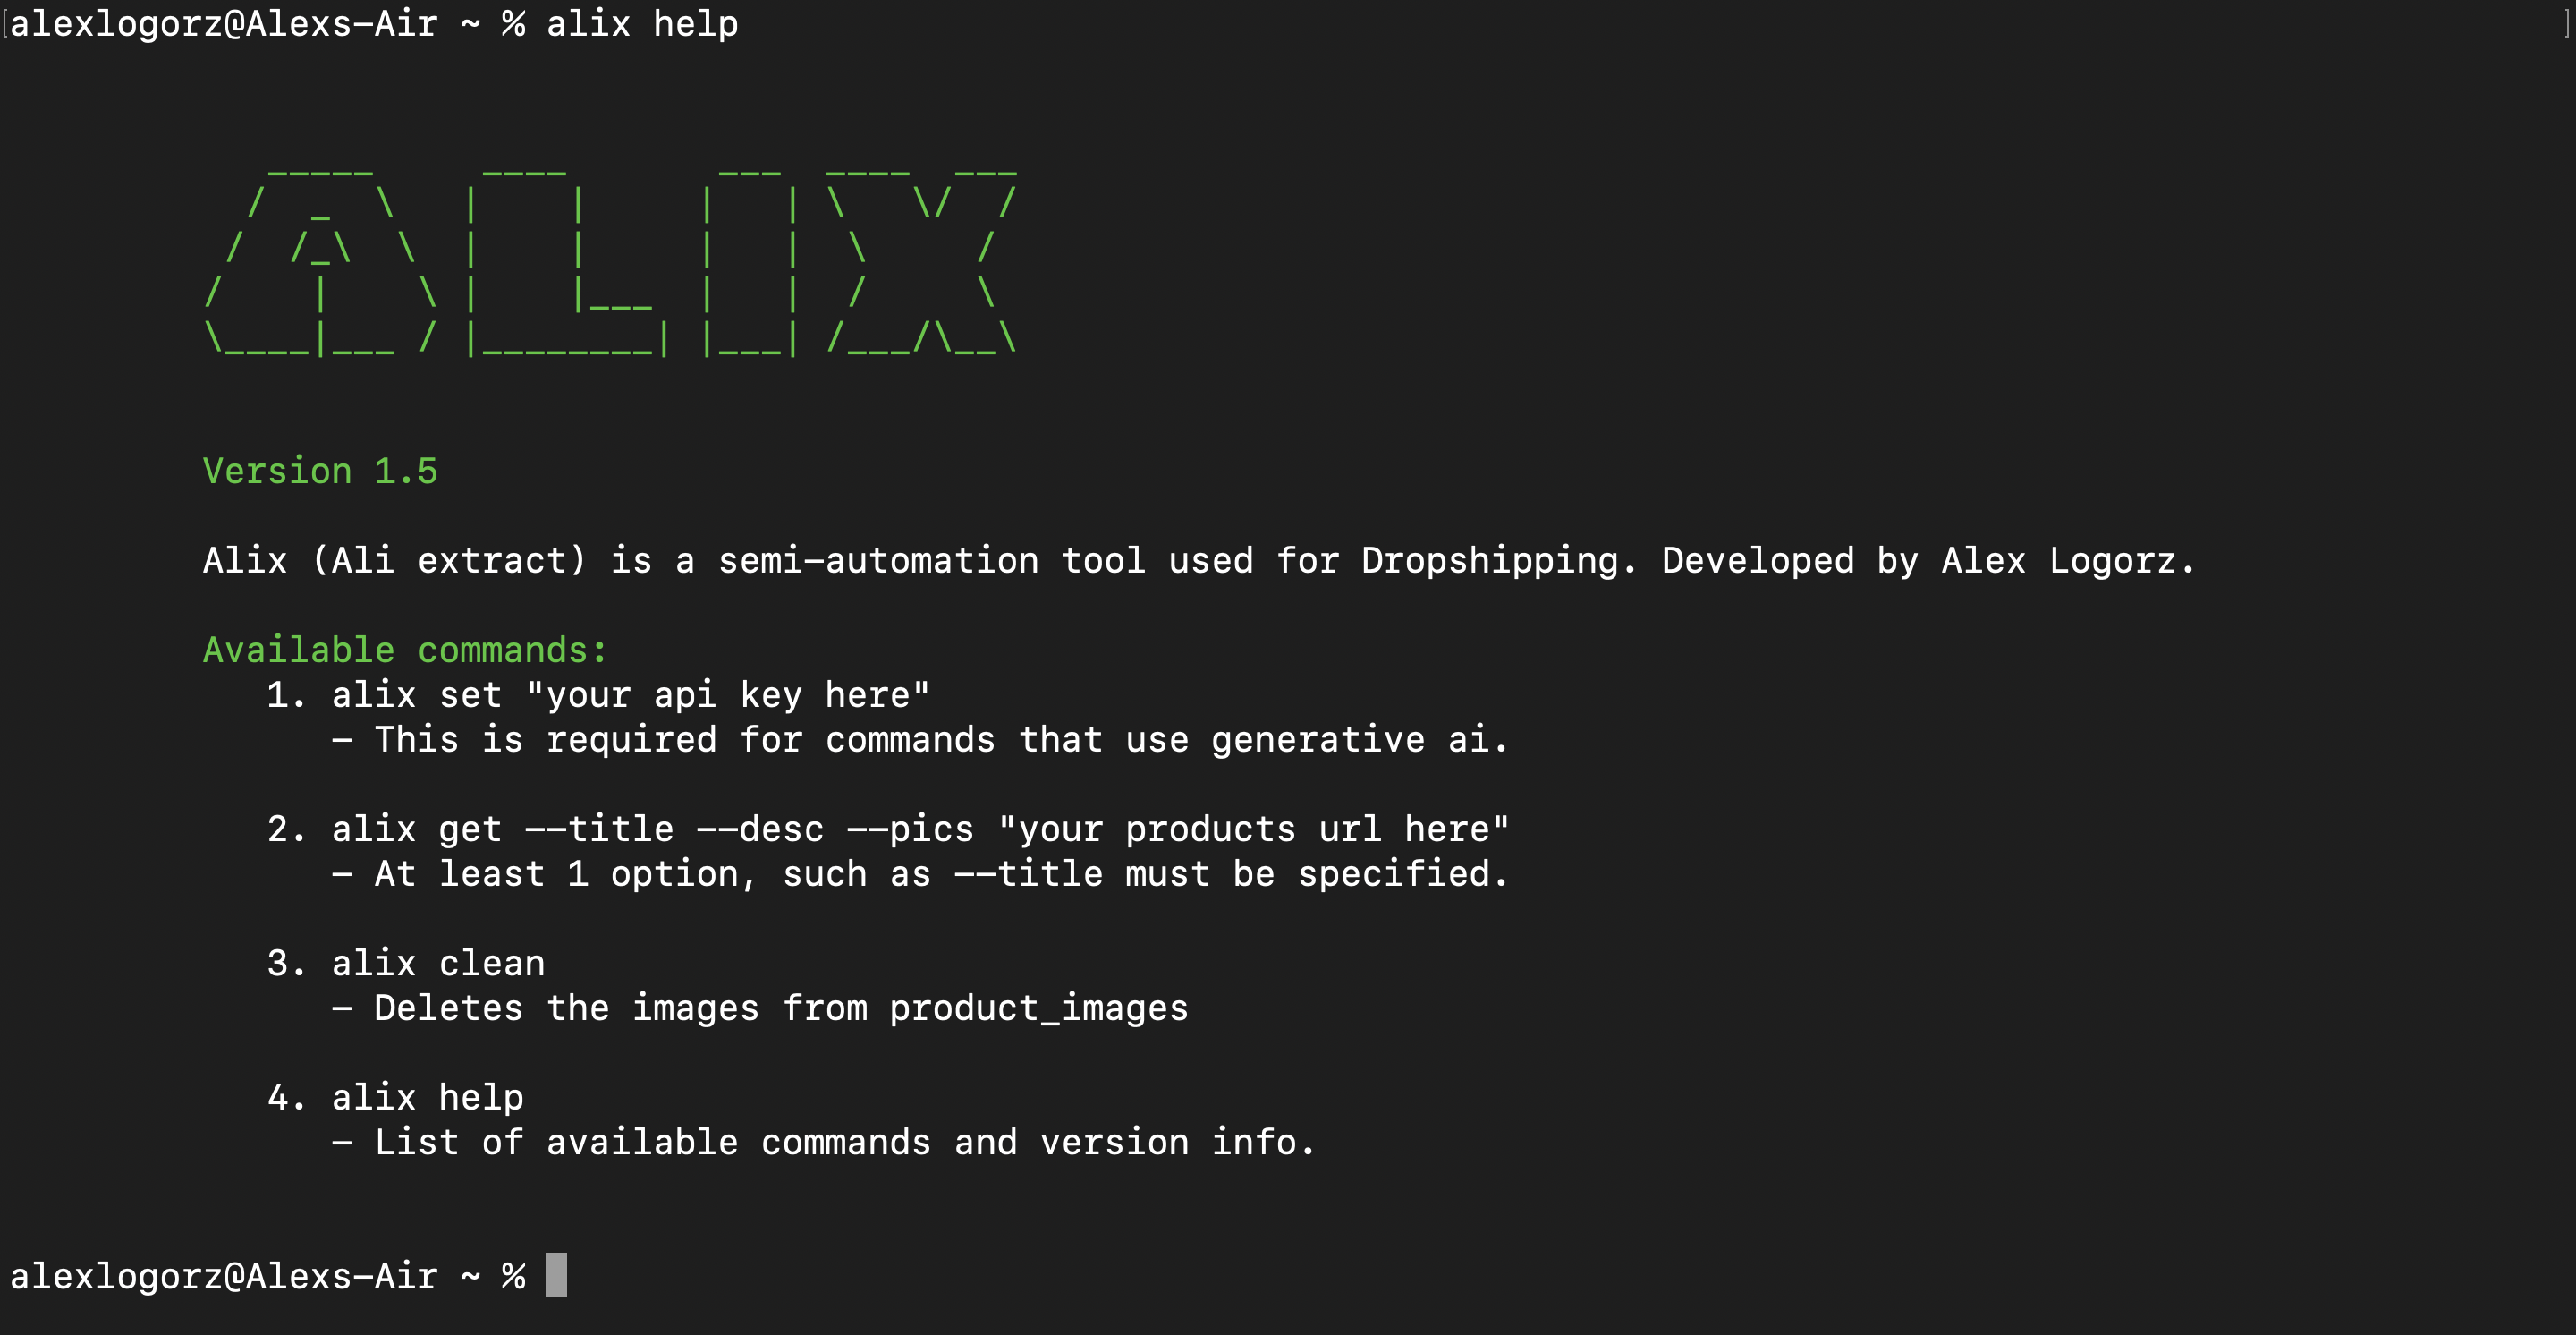 [alexlogorz@Alexs-Air ~ % alix help ]
   _____     ____       ___  ____  ___
  /  _  \   |    |     |   | \   \/  /
 /  /_\  \  |    |     |   |  \     /
/    |    \ |    |___  |   |  /     \
\____|___ / |________| |___| /___/\__\
Version 1.5
Alix (Ali extract) is a semi-automation tool used for Dropshipping. Developed by Alex Logorz.
Available commands:
1. alix set "your api key here"
- This is required for commands that use generative ai.
2. alix get --title --desc --pics "your products url here"
- At least 1 option, such as --title must be specified.
3. alix clean
- Deletes the images from product_images
4. alix help
- List of available commands and version info.
alexlogorz@Alexs-Air ~ %